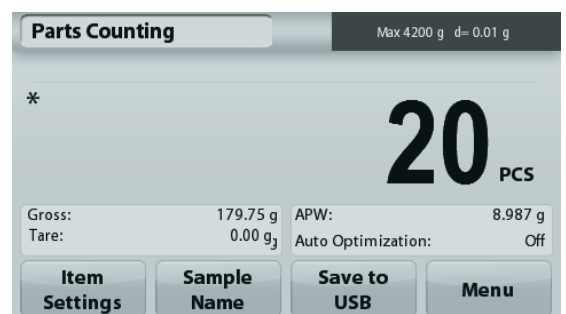 Parts Counting
Max 4200 g d= 0.01 g
*
20 PCS
Gross: 179.75 g
Tare: 0.00 g
APW: 8.987 g
Auto Optimization: Off
Item Settings
Sample Name
Save to USB
Menu